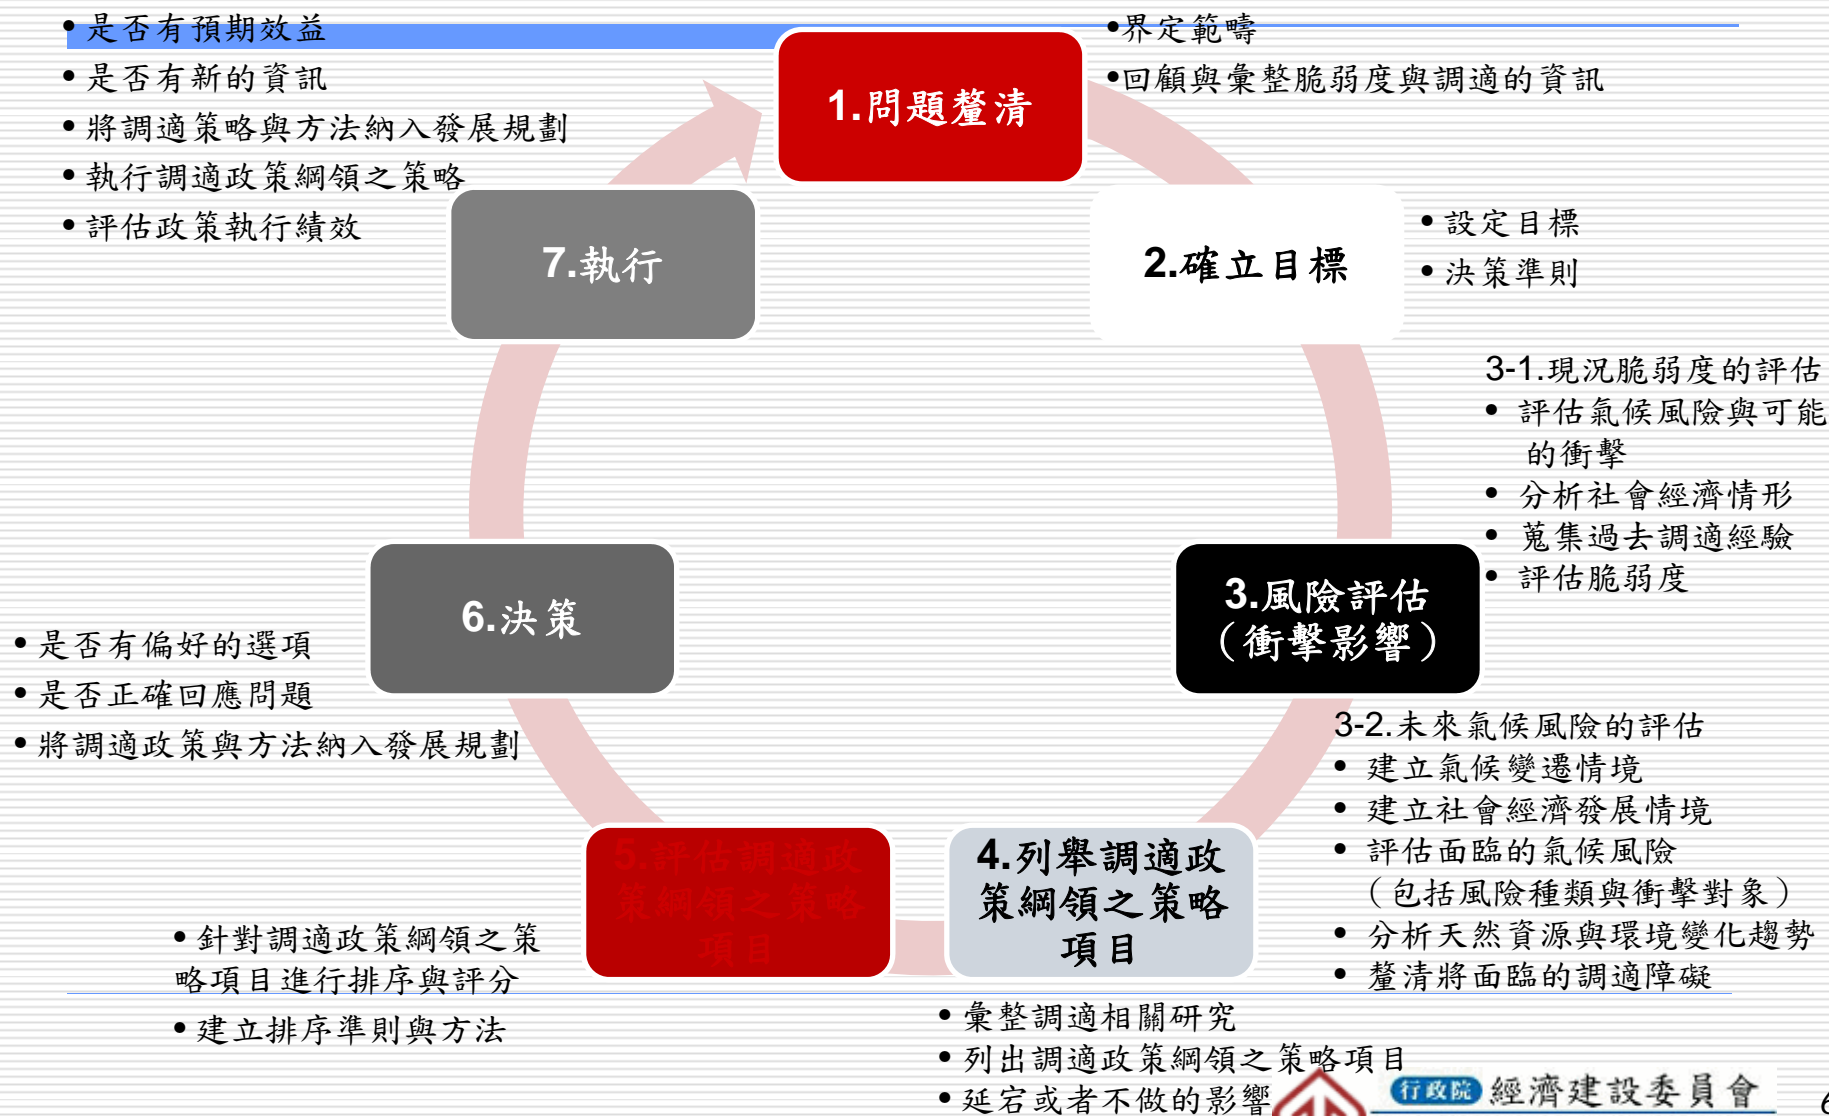 • 是否有預期效益
• 是否有新的資訊
• 將調適策略與方法納入發展規劃
• 執行調適政策綱領之策略
• 評估政策執行績效
1.問題釐清
•界定範疇
•回顧與彙整脆弱度與調適的資訊
7.執行
2.確立目標
• 設定目標
• 決策準則
3-1.現況脆弱度的評估
• 評估氣候風險與可能
的衝擊
• 分析社會經濟情形
• 蒐集過去調適經驗
• 評估脆弱度
3.風險評估
（衝擊影響）
6.決策
• 是否有偏好的選項
• 是否正確回應問題
• 將調適政策與方法納入發展規劃
3-2.未來氣候風險的評估
• 建立氣候變遷情境
• 建立社會經濟發展情境
• 評估面臨的氣候風險
（包括風險種類與衝擊對象）
• 分析天然資源與環境變化趨勢
• 釐清將面臨的調適障礙
5.評估調適政
策綱領之策略
項目
4.列舉調適政
策綱領之策略
項目
• 針對調適政策綱領之策
略項目進行排序與評分
• 建立排序準則與方法
• 彙整調適相關研究
• 列出調適政策綱領之策略項目
• 延宕或者不做的影響
行政院 經濟建設委員會